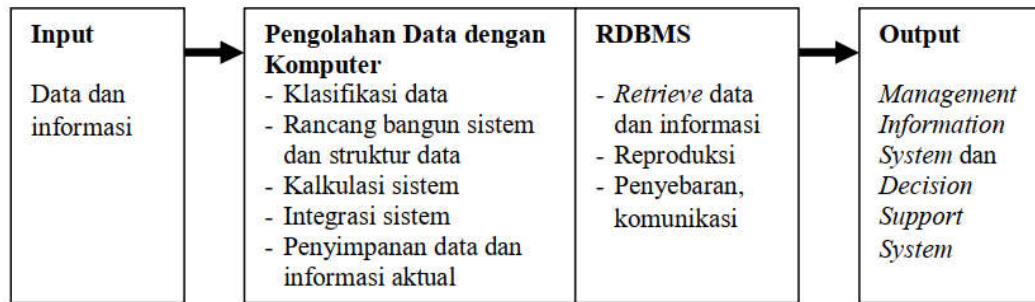 Input
Data dan
informasi
Pengolahan Data dengan
Komputer
- Klasifikasi data
- Rancang bangun sistem
dan struktur data
- Kalkulasi sistem
- Integrasi sistem
- Penyimpanan data dan
informasi aktual
RDBMS
- Retrieve data
dan informasi
- Reproduksi
- Penyebaran,
komunikasi
Output
Management
Information
System dan
Decision
Support
System